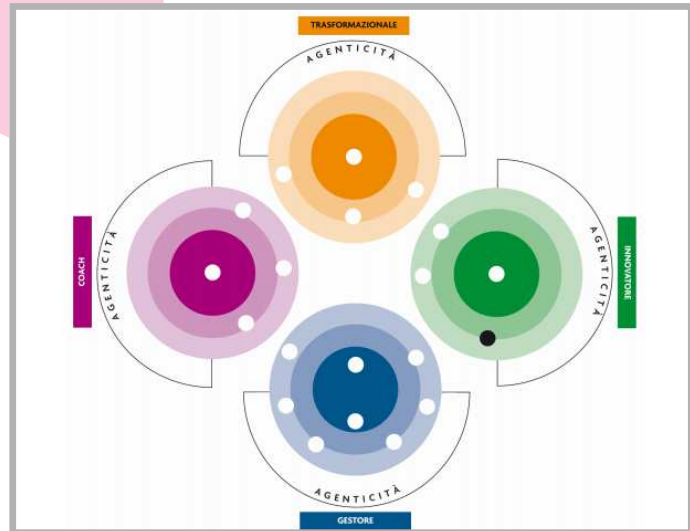 TRASFORMAZIONALE
AGENTICITÀ
COACH
AGENTICITÀ
AGENTICITÀ
INNOVATORE
AGENTICITÀ
GESTORE